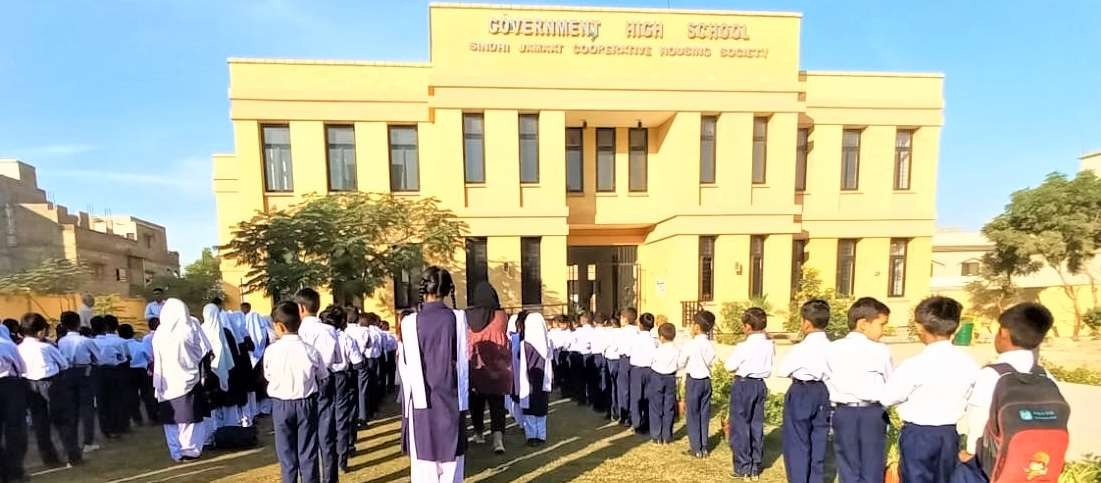 GOVERNMENT HIGH SCHOOL
SINDHI JAMAAT COOPERATIVE HOUSING SOCIETY